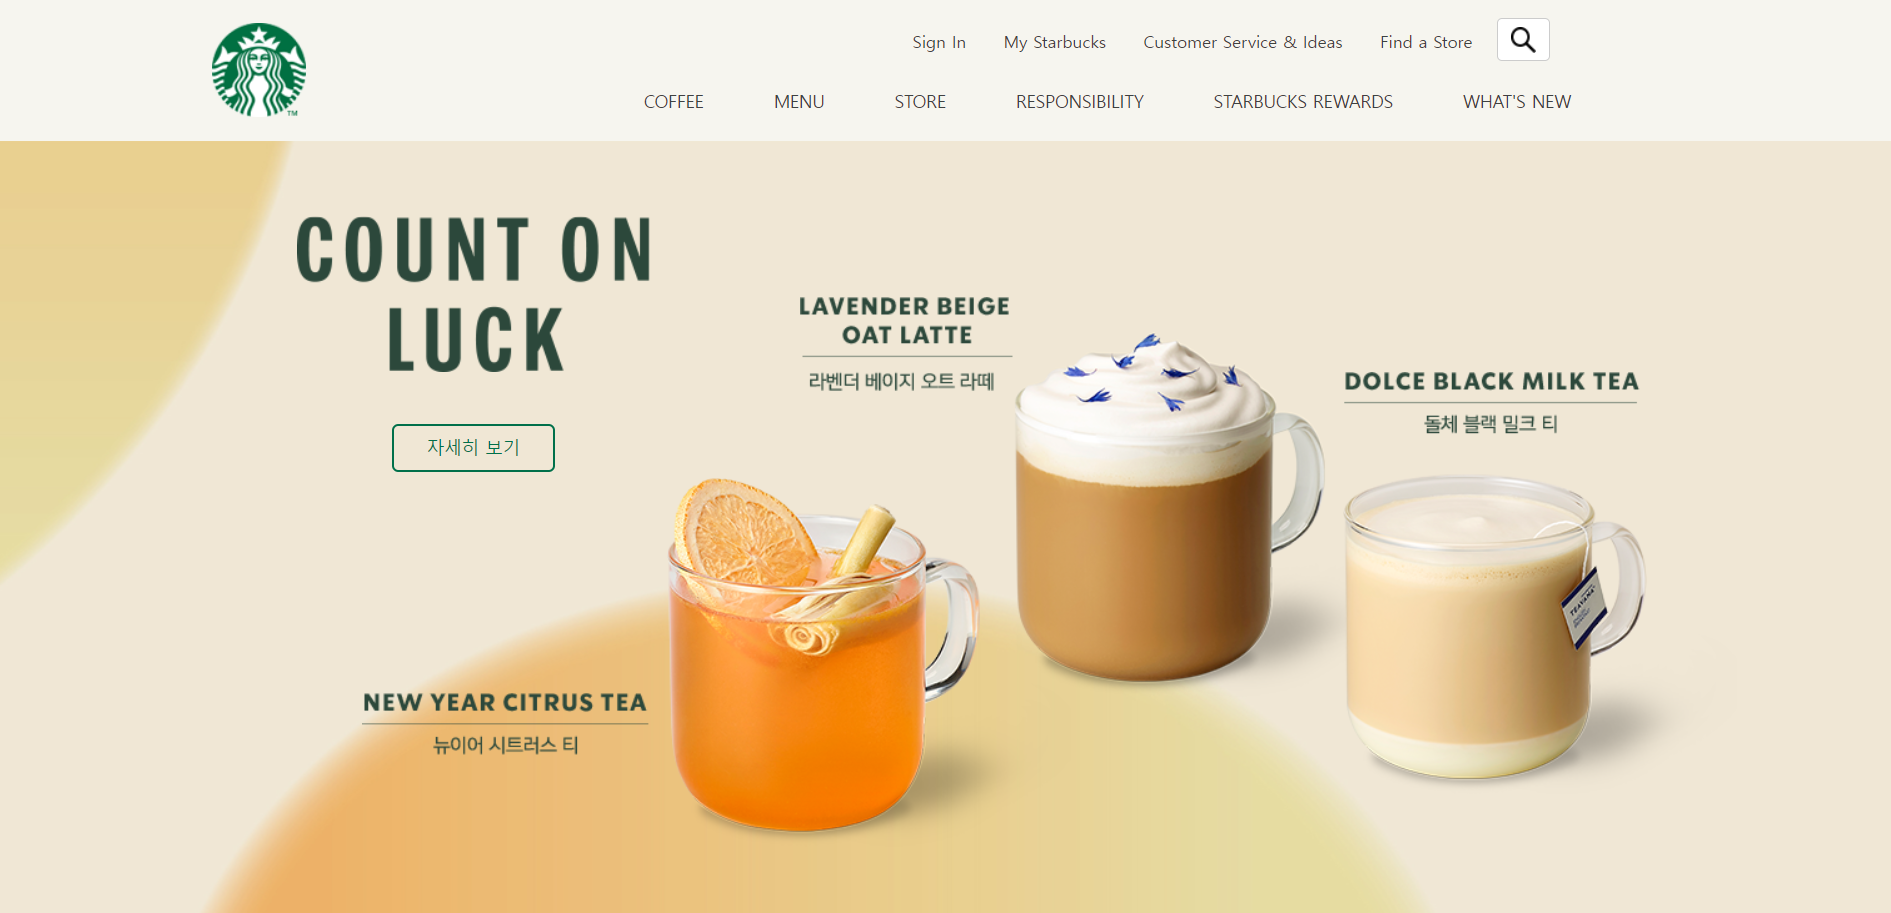 Sign In
My Starbucks
Customer Service & Ideas
Find a Store
COFFEE
MENU
STORE
RESPONSIBILITY
STARBUCKS REWARDS
WHAT'S NEW
TM
COUNT ON
LUCK
자세히 보기
LAVENDER BEIGE
OAT LATTE
라벤더 베이지 오트 라떼
DOLCE BLACK MILK TEA
돌체 블랙 밀크 티
TEAVANA
NEW YEAR CITRUS TEA
뉴이어 시트러스 티